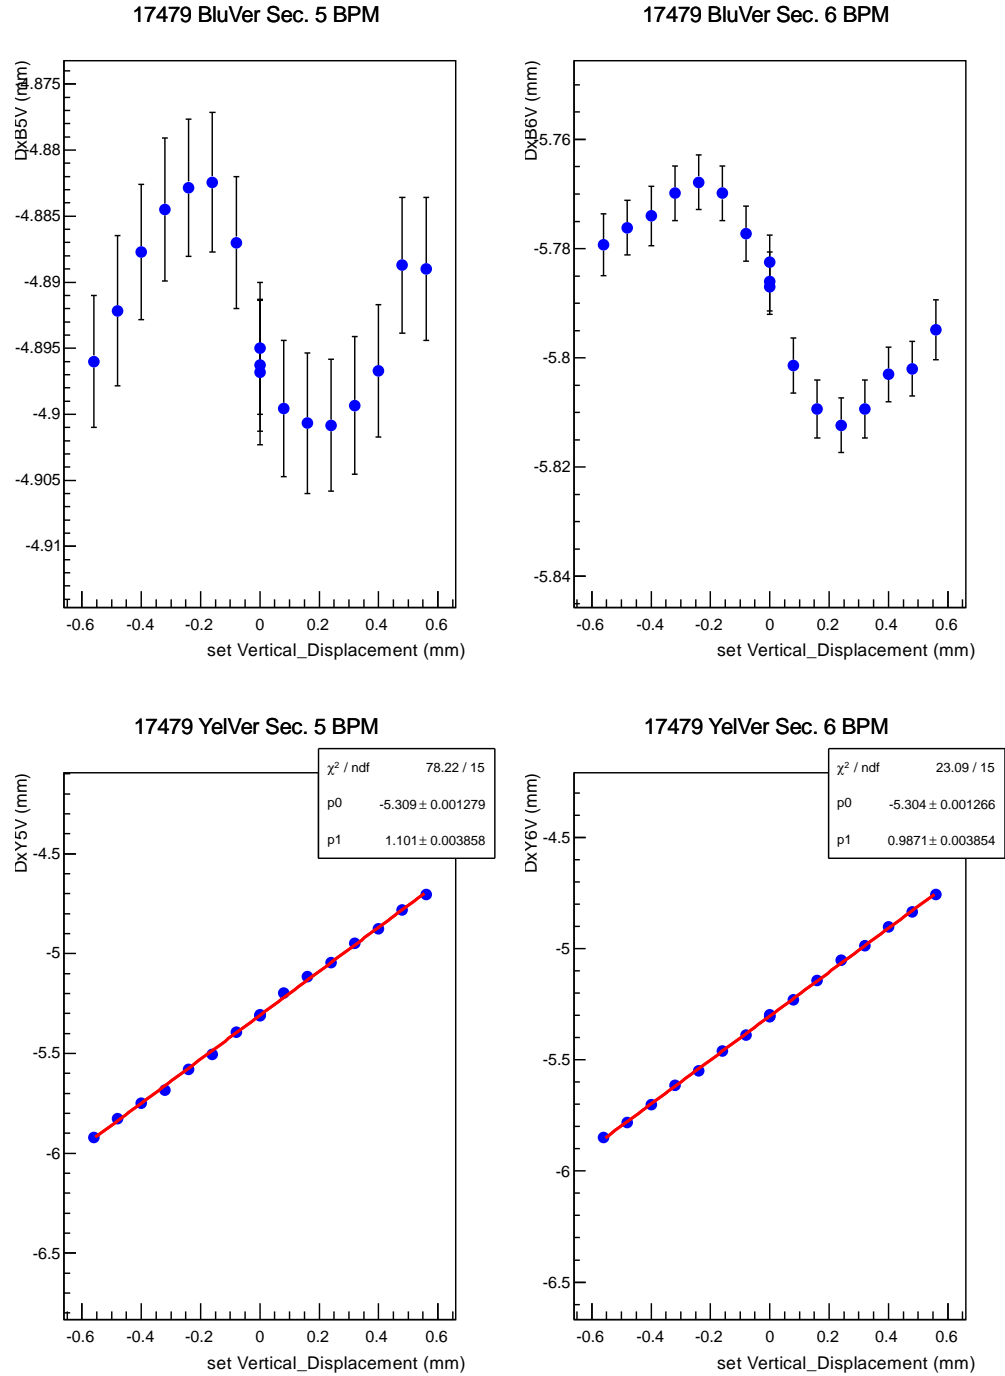 17479 BluVer Sec. 5 BPM
DxB5V (mm)
-4.875
-4.88
-4.885
-4.89
-4.895
-4.9
-4.905
-4.91
-0.6 -0.4 -0.2 0 0.2 0.4 0.6
set Vertical_Displacement (mm)
17479 BluVer Sec. 6 BPM
DxB6V (mm)
-5.76
-5.78
-5.8
-5.82
-5.84
-0.6 -0.4 -0.2 0 0.2 0.4 0.6
set Vertical_Displacement (mm)
17479 YelVer Sec. 5 BPM
χ² / ndf 78.22 / 15
p0 -5.309 ± 0.001279
p1 1.101 ± 0.003858
DxY5V (mm)
-4.5
-5
-5.5
-6
-6.5
-0.6 -0.4 -0.2 0 0.2 0.4 0.6
set Vertical_Displacement (mm)
17479 YelVer Sec. 6 BPM
χ² / ndf 23.09 / 15
p0 -5.304 ± 0.001266
p1 0.9871 ± 0.003854
DxY6V (mm)
-4.5
-5
-5.5
-6
-6.5
-0.6 -0.4 -0.2 0 0.2 0.4 0.6
set Vertical_Displacement (mm)